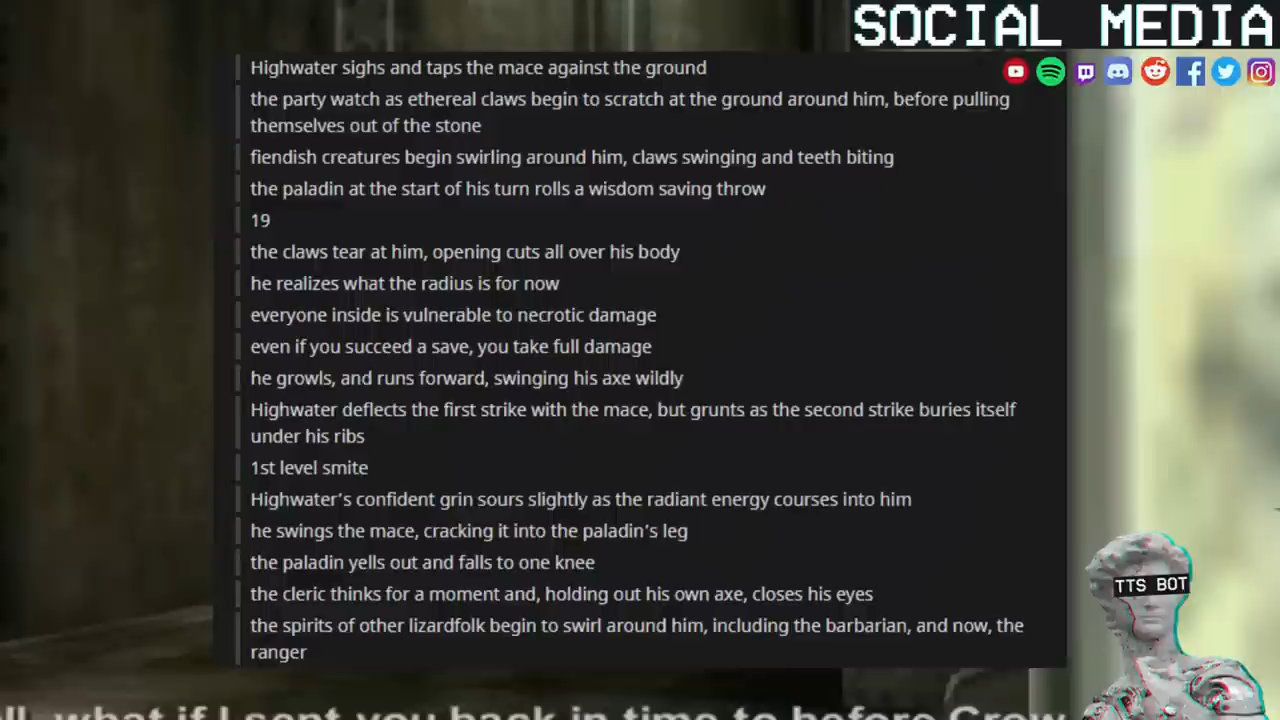 SOCIAL MEDIA
Highwater sighs and taps the mace against the ground
the party watch as ethereal claws begin to scratch at the ground around him, before pulling
themselves out of the stone
fiendish creatures begin swirling around him, claws swinging and teeth biting
the paladin at the start of his turn rolls a wisdom saving throw
19
the claws tear at him, opening cuts all over his body
he realizes what the radius is for now
everyone inside is vulnerable to necrotic damage
even if you succeed a save, you take full damage
he growls, and runs forward, swinging his axe wildly
Highwater deflects the first strike with the mace, but grunts as the second strike buries itself
under his ribs
1st level smite
Highwater’s confident grin sours slightly as the radiant energy courses into him
he swings the mace, cracking it into the paladin’s leg
the paladin yells out and falls to one knee
the cleric thinks for a moment and, holding out his own axe, closes his eyes
the spirits of other lizardfolk begin to swirl around him, including the barbarian, and now, the
ranger
TTS BOT
what if I sent you back in time to before Crow